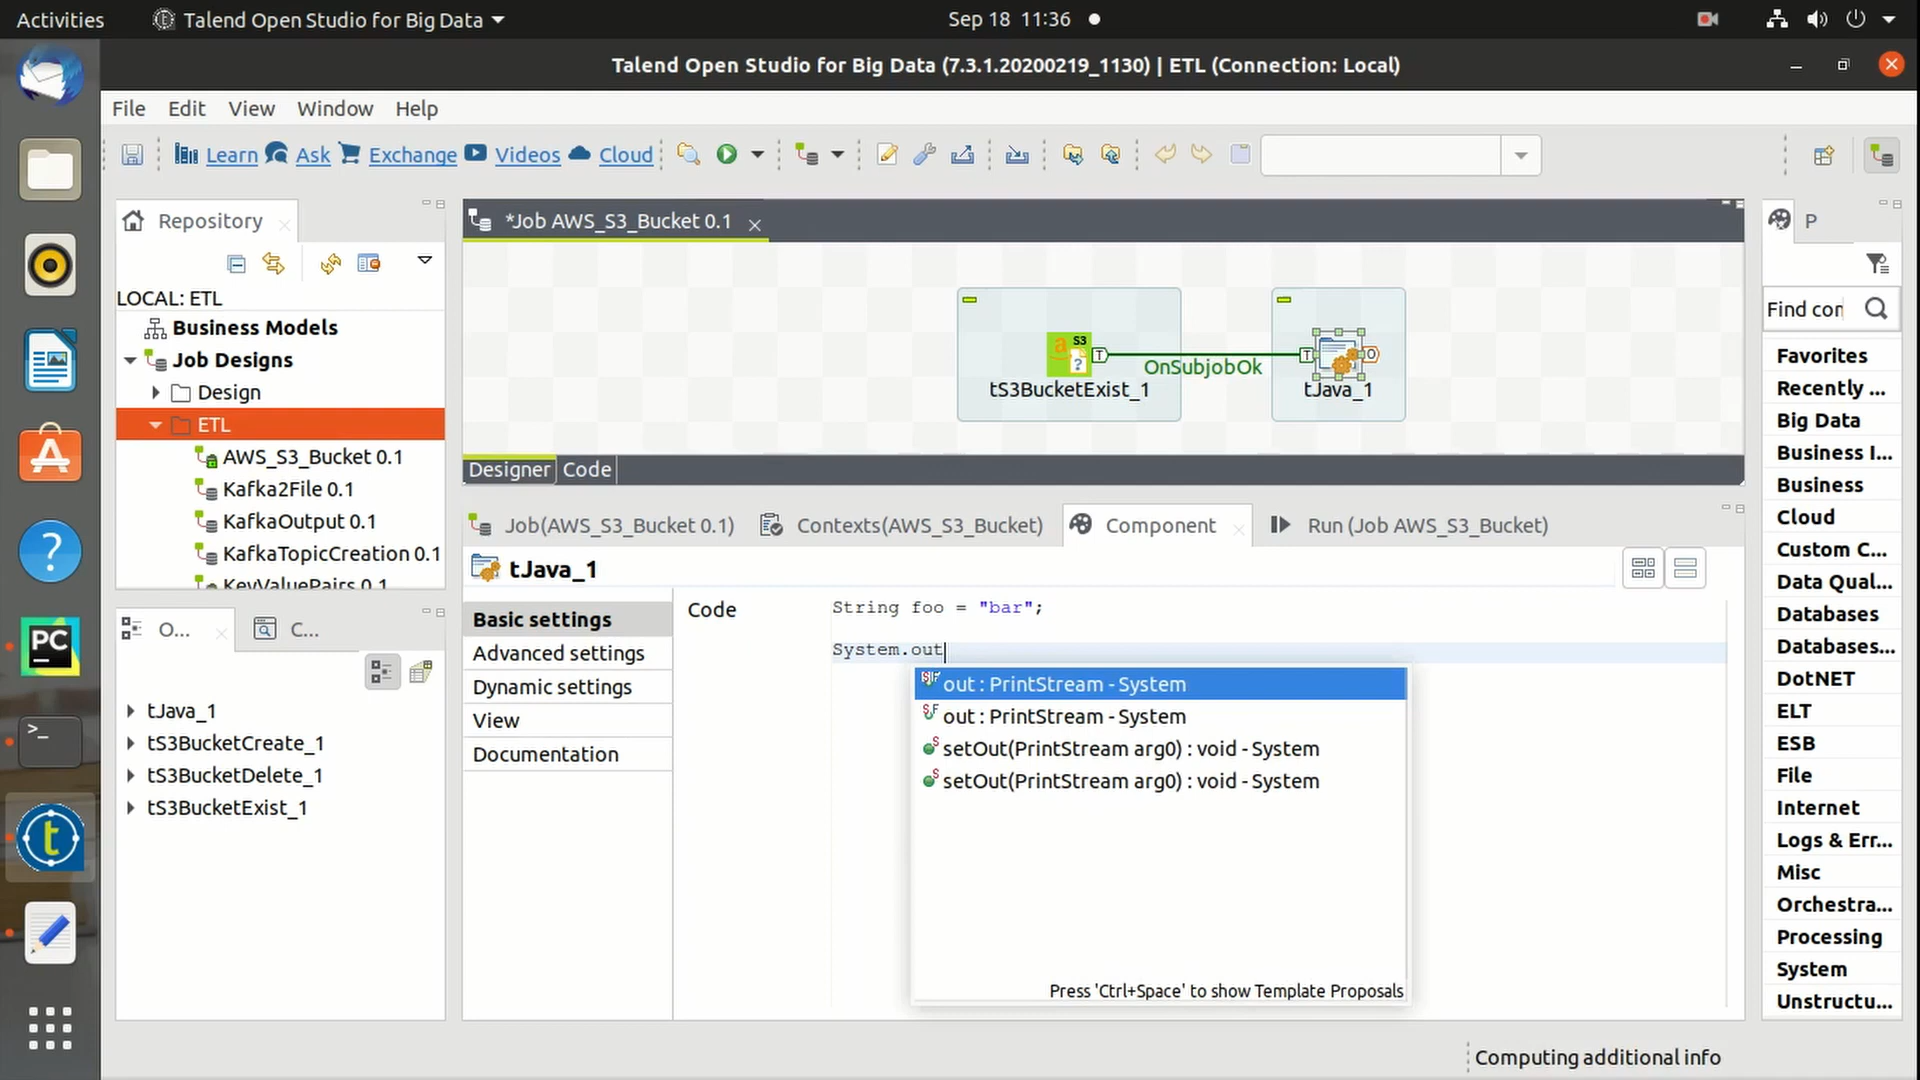 Activities
Talend Open Studio for Big Data
Sep 18 11:36
Talend Open Studio for Big Data (7.3.1.20200219_1130) | ETL (Connection: Local)
File Edit View Window Help
Learn Ask Exchange Videos Cloud
Repository
LOCAL: ETL
Business Models
Job Designs
Design
ETL
AWS_S3_Bucket 0.1
Kafka2File 0.1
KafkaOutput 0.1
KafkaTopicCreation 0.1
KeyValuePairs 0.1
O...
C...
tJava_1
tS3BucketCreate_1
tS3BucketDelete_1
tS3BucketExist_1
*Job AWS_S3_Bucket 0.1
a S3
?
T
OnSubjobOk
T
O
tS3BucketExist_1
tJava_1
Designer Code
Job(AWS_S3_Bucket 0.1)
Contexts(AWS_S3_Bucket)
Component
Run (Job AWS_S3_Bucket)
tJava_1
Basic settings
Advanced settings
Dynamic settings
View
Documentation
Code
String foo = "bar";
System.out
out : PrintStream - System
out : PrintStream - System
setOut(PrintStream arg0) : void - System
setOut(PrintStream arg0) : void - System
Press 'Ctrl+Space' to show Template Proposals
P
Find con
Favorites
Recently ...
Big Data
Business I...
Business
Cloud
Custom C...
Data Qual...
Databases
Databases...
DotNET
ELT
ESB
File
Internet
Logs & Err...
Misc
Orchestra...
Processing
System
Unstructu...
Computing additional info
PC
>_
t